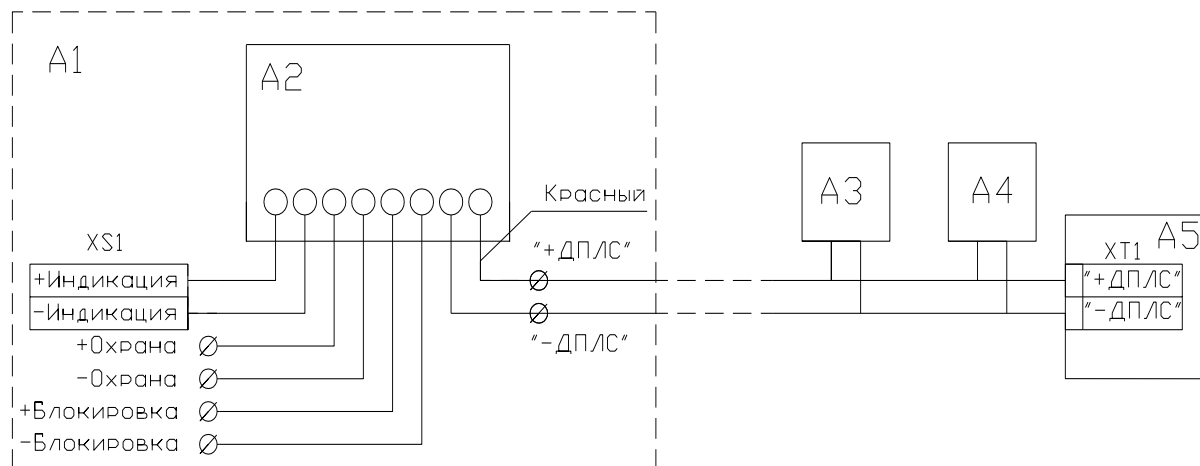 A1
A2
Красный
A3
A4
A5
XS1
"+ДПЛС"
XT1
+Индикация
"+ДПЛС"
-Индикация
"-ДПЛС"
"-ДПЛС"
+Охрана
-Охрана
+Блокировка
-Блокировка